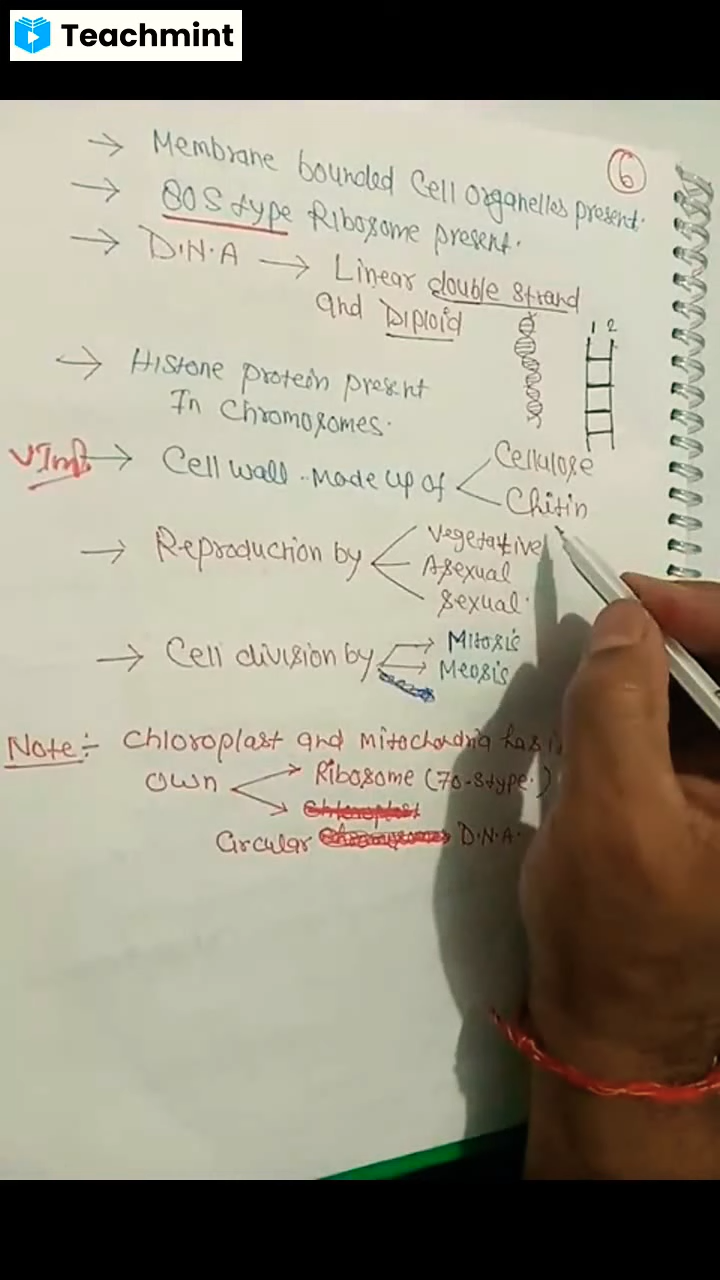 Teachmint
6
→ Membrane bounded Cell Organelles present.
→ 80S type Ribosome present.
→ D.N.A → Linear double strand
and Diploid
1 2
→ Histone protein present
In chromosomes.
VImp → Cell wall . Made up of Cellulose
Chitin
→ Reproduction by Vegetative
Asexual
Sexual.
→ Cell division by → Mitosis
→ Meosis
Note:- Chloroplast and Mitochondria has
Own → Ribosome (70-stype.)
Circular D.N.A.